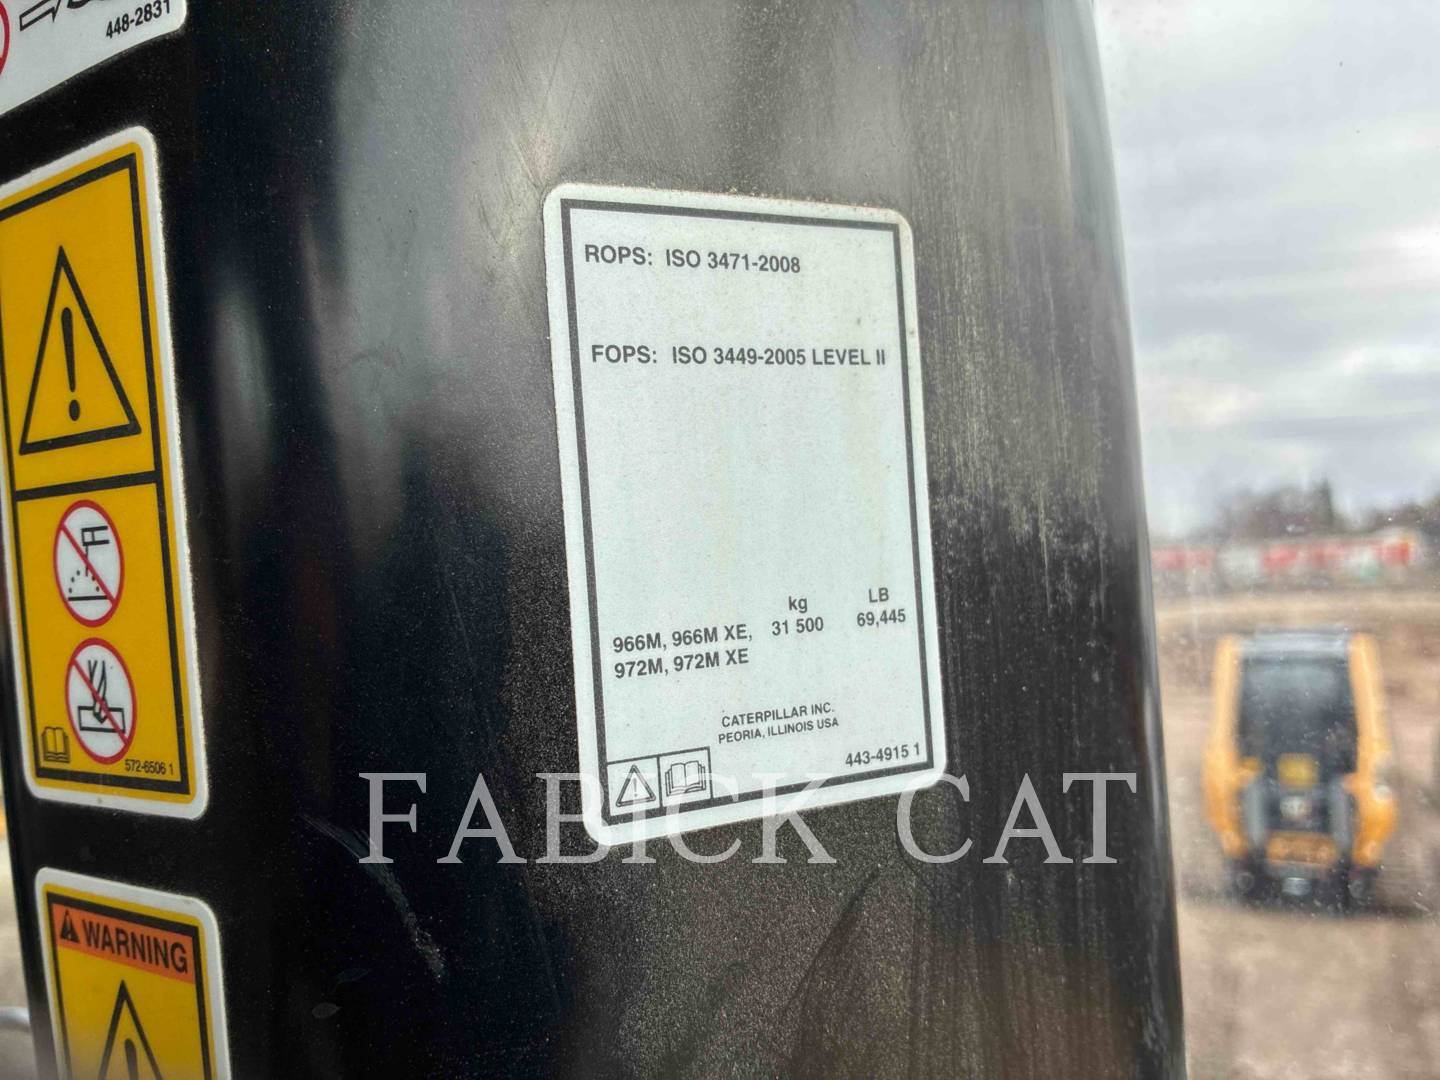 448-2831
ROPS: ISO 3471-2008
FOPS: ISO 3449-2005 LEVEL II
kg LB
966M, 966M XE, 31 500 69,445
972M, 972M XE
CATERPILLAR INC.
PEORIA, ILLINOIS USA
443-4915 1
572-6506 1
FABICK CAT
WARNING